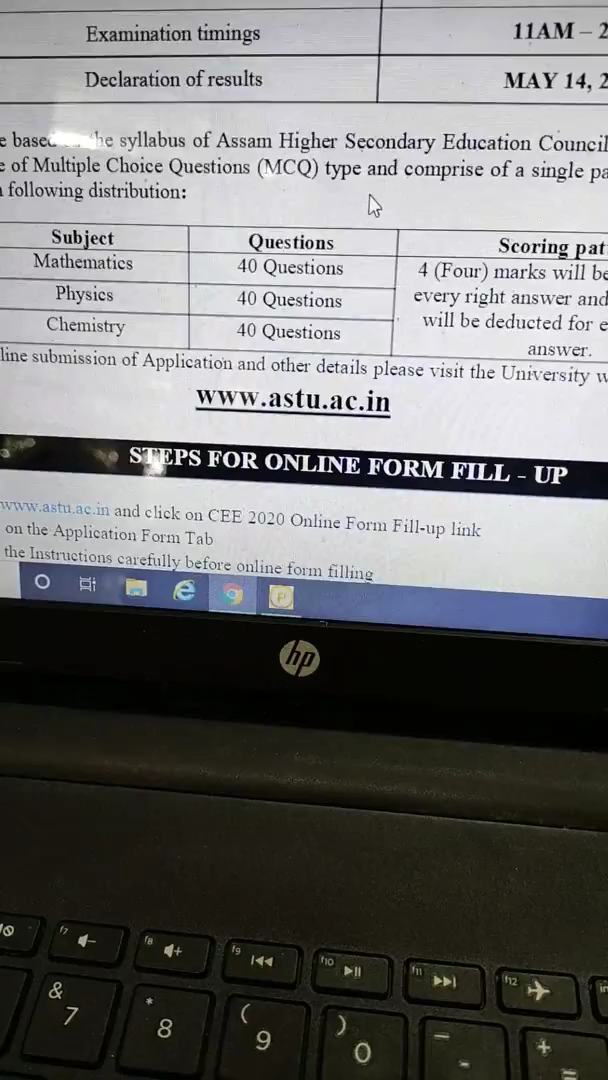 Examination timings 11AM – 2
Declaration of results MAY 14, 2
the syllabus of Assam Higher Secondary Education Council
e of Multiple Choice Questions (MCQ) type and comprise of a single pa
following distribution:
Subject Questions Scoring pat
Mathematics 40 Questions 4 (Four) marks will be
Physics 40 Questions every right answer and
Chemistry 40 Questions will be deducted for e
answer.
line submission of Application and other details please visit the University w
www.astu.ac.in
STEPS FOR ONLINE FORM FILL - UP
www.astu.ac.in and click on CEE 2020 Online Form Fill-up link
on the Application Form Tab
the Instructions carefully before online form filling
hp
f7 f8 f9 f10 f11 f12
& * ( ) _ +
7 8 9 0 - =